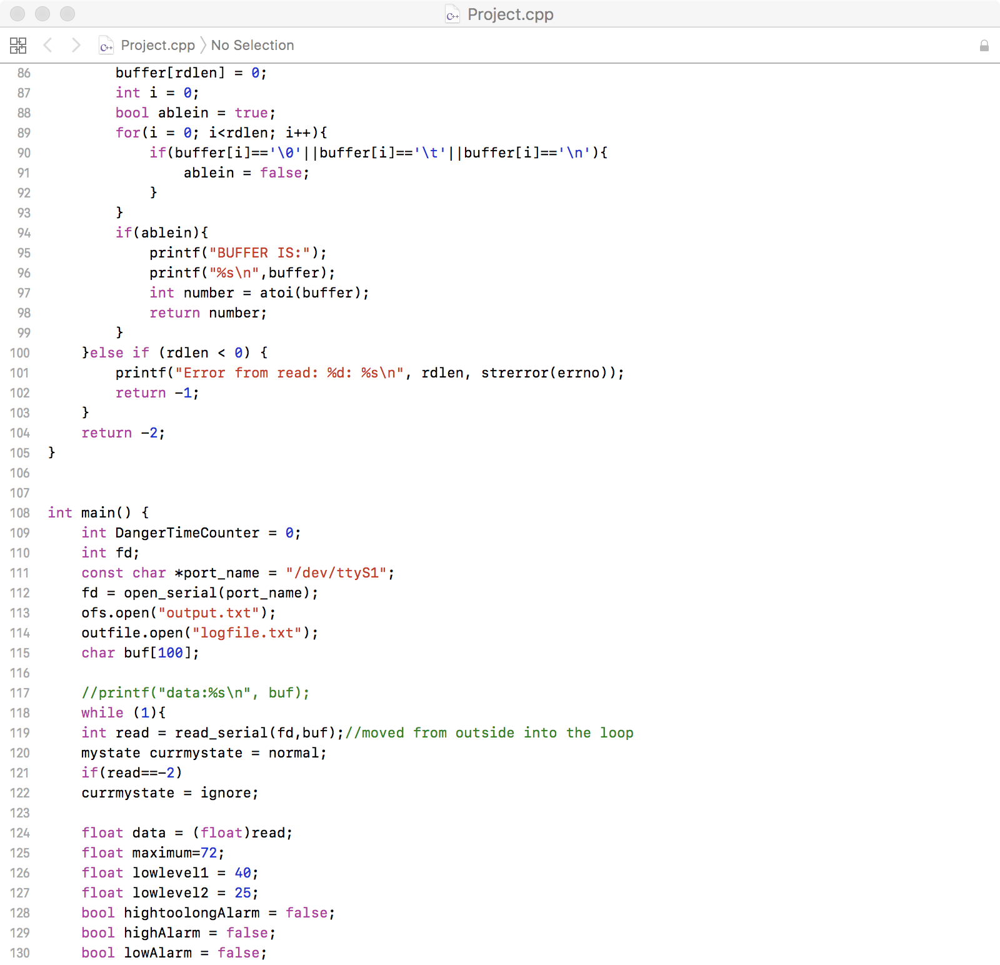 Project.cpp
Project.cpp No Selection
86 buffer[rdlen] = 0;
87 int i = 0;
88 bool ablein = true;
89 for(i = 0; i<rdlen; i++){
90 if(buffer[i]=='\0'||buffer[i]=='\t'||buffer[i]=='\n'){
91 ablein = false;
92 }
93 }
94 if(ablein){
95 printf("BUFFER IS:");
96 printf("%s\n",buffer);
97 int number = atoi(buffer);
98 return number;
99 }
100 }else if (rdlen < 0) {
101 printf("Error from read: %d: %s\n", rdlen, strerror(errno));
102 return -1;
103 }
104 return -2;
105 }
106
107
108 int main() {
109 int DangerTimeCounter = 0;
110 int fd;
111 const char *port_name = "/dev/ttyS1";
112 fd = open_serial(port_name);
113 ofs.open("output.txt");
114 outfile.open("logfile.txt");
115 char buf[100];
116
117 //printf("data:%s\n", buf);
118 while (1){
119 int read = read_serial(fd,buf);//moved from outside into the loop
120 mystate currmystate = normal;
121 if(read==-2)
122 currmystate = ignore;
123
124 float data = (float)read;
125 float maximum=72;
126 float lowlevel1 = 40;
127 float lowlevel2 = 25;
128 bool hightoolongAlarm = false;
129 bool highAlarm = false;
130 bool lowAlarm = false;